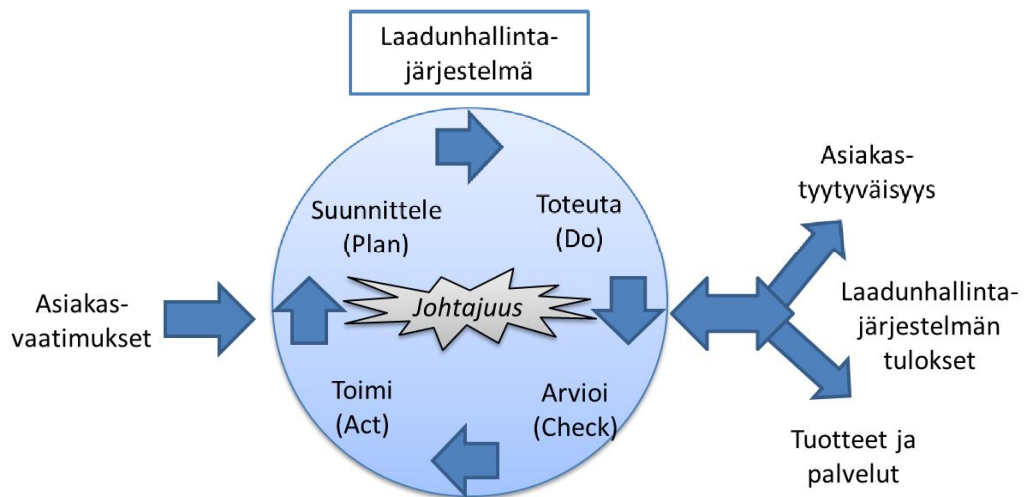 Laadunhallinta-
järjestelmä
Suunnittele
(Plan)
Toteuta
(Do)
Johtajuus
Toimi
(Act)
Arvioi
(Check)
Asiakas-
vaatimukset
Asiakas-
tyytyväisyys
Laadunhallinta-
järjestelmän
tulokset
Tuotteet ja
palvelut